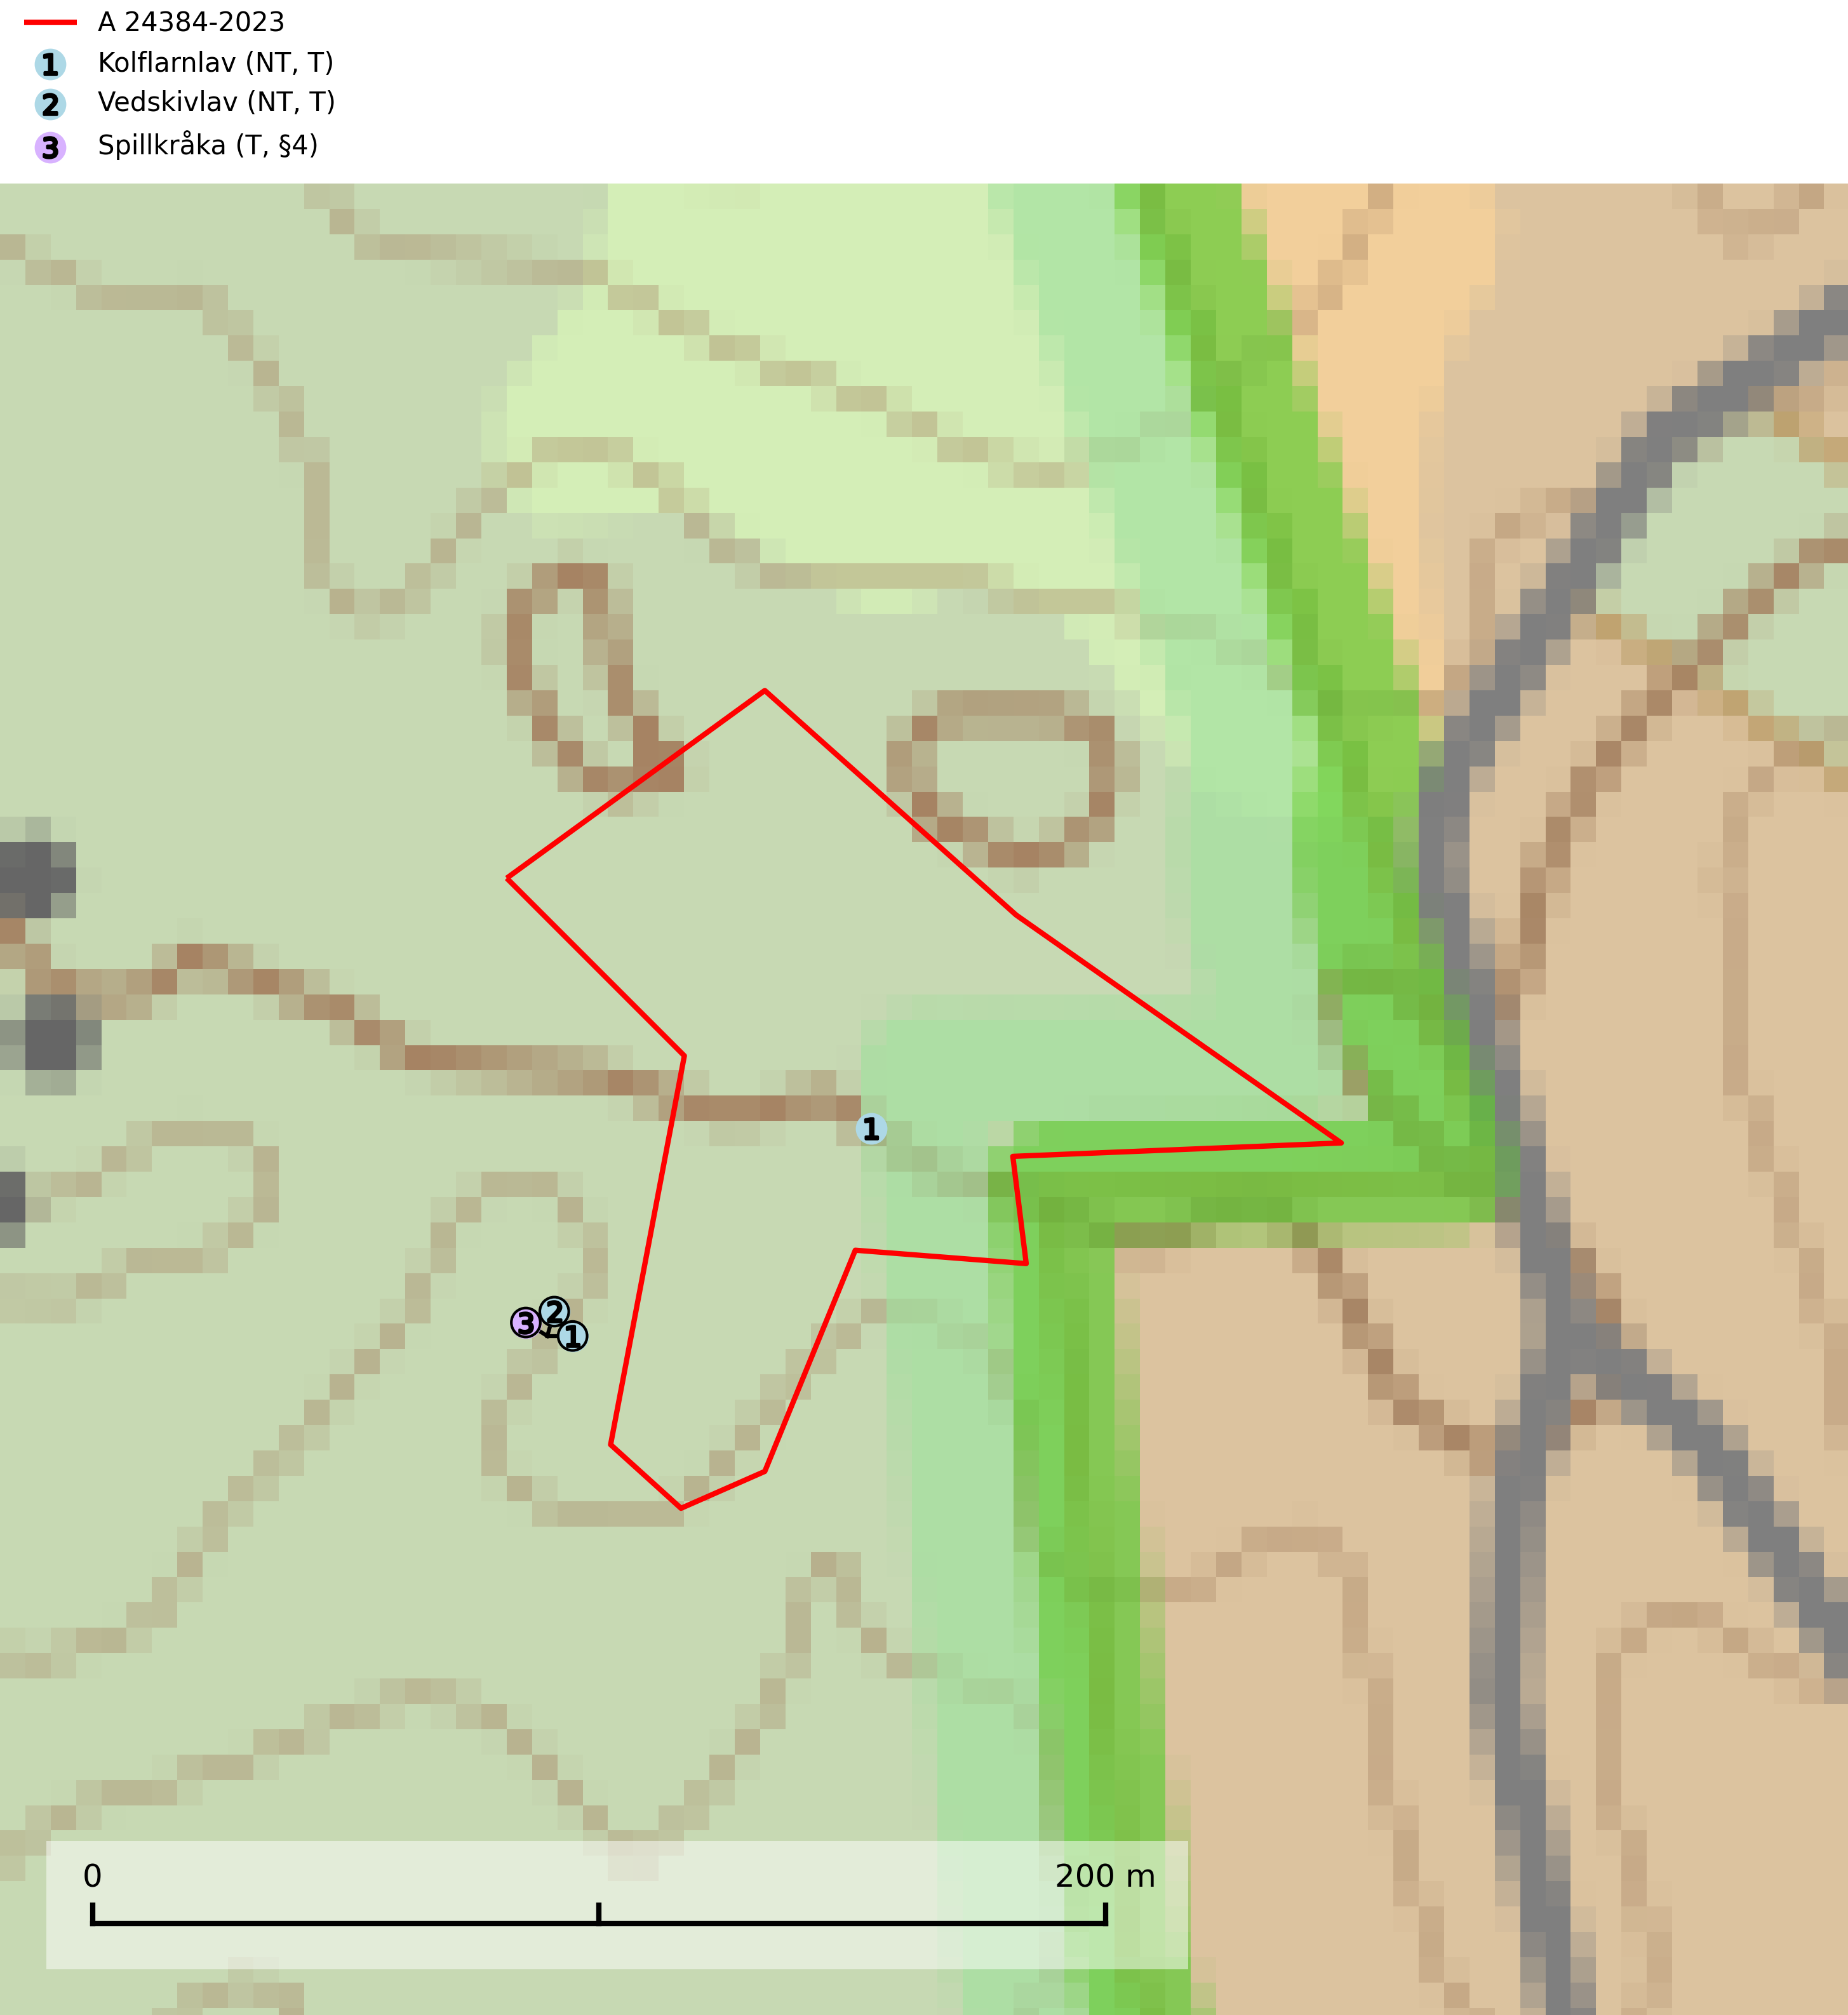 A 24384-2023
1 Kolflarnlav (NT, T)
2 Vedskivlav (NT, T)
3 Spillkråka (T, §4)
1
3 2 1
0 200 m